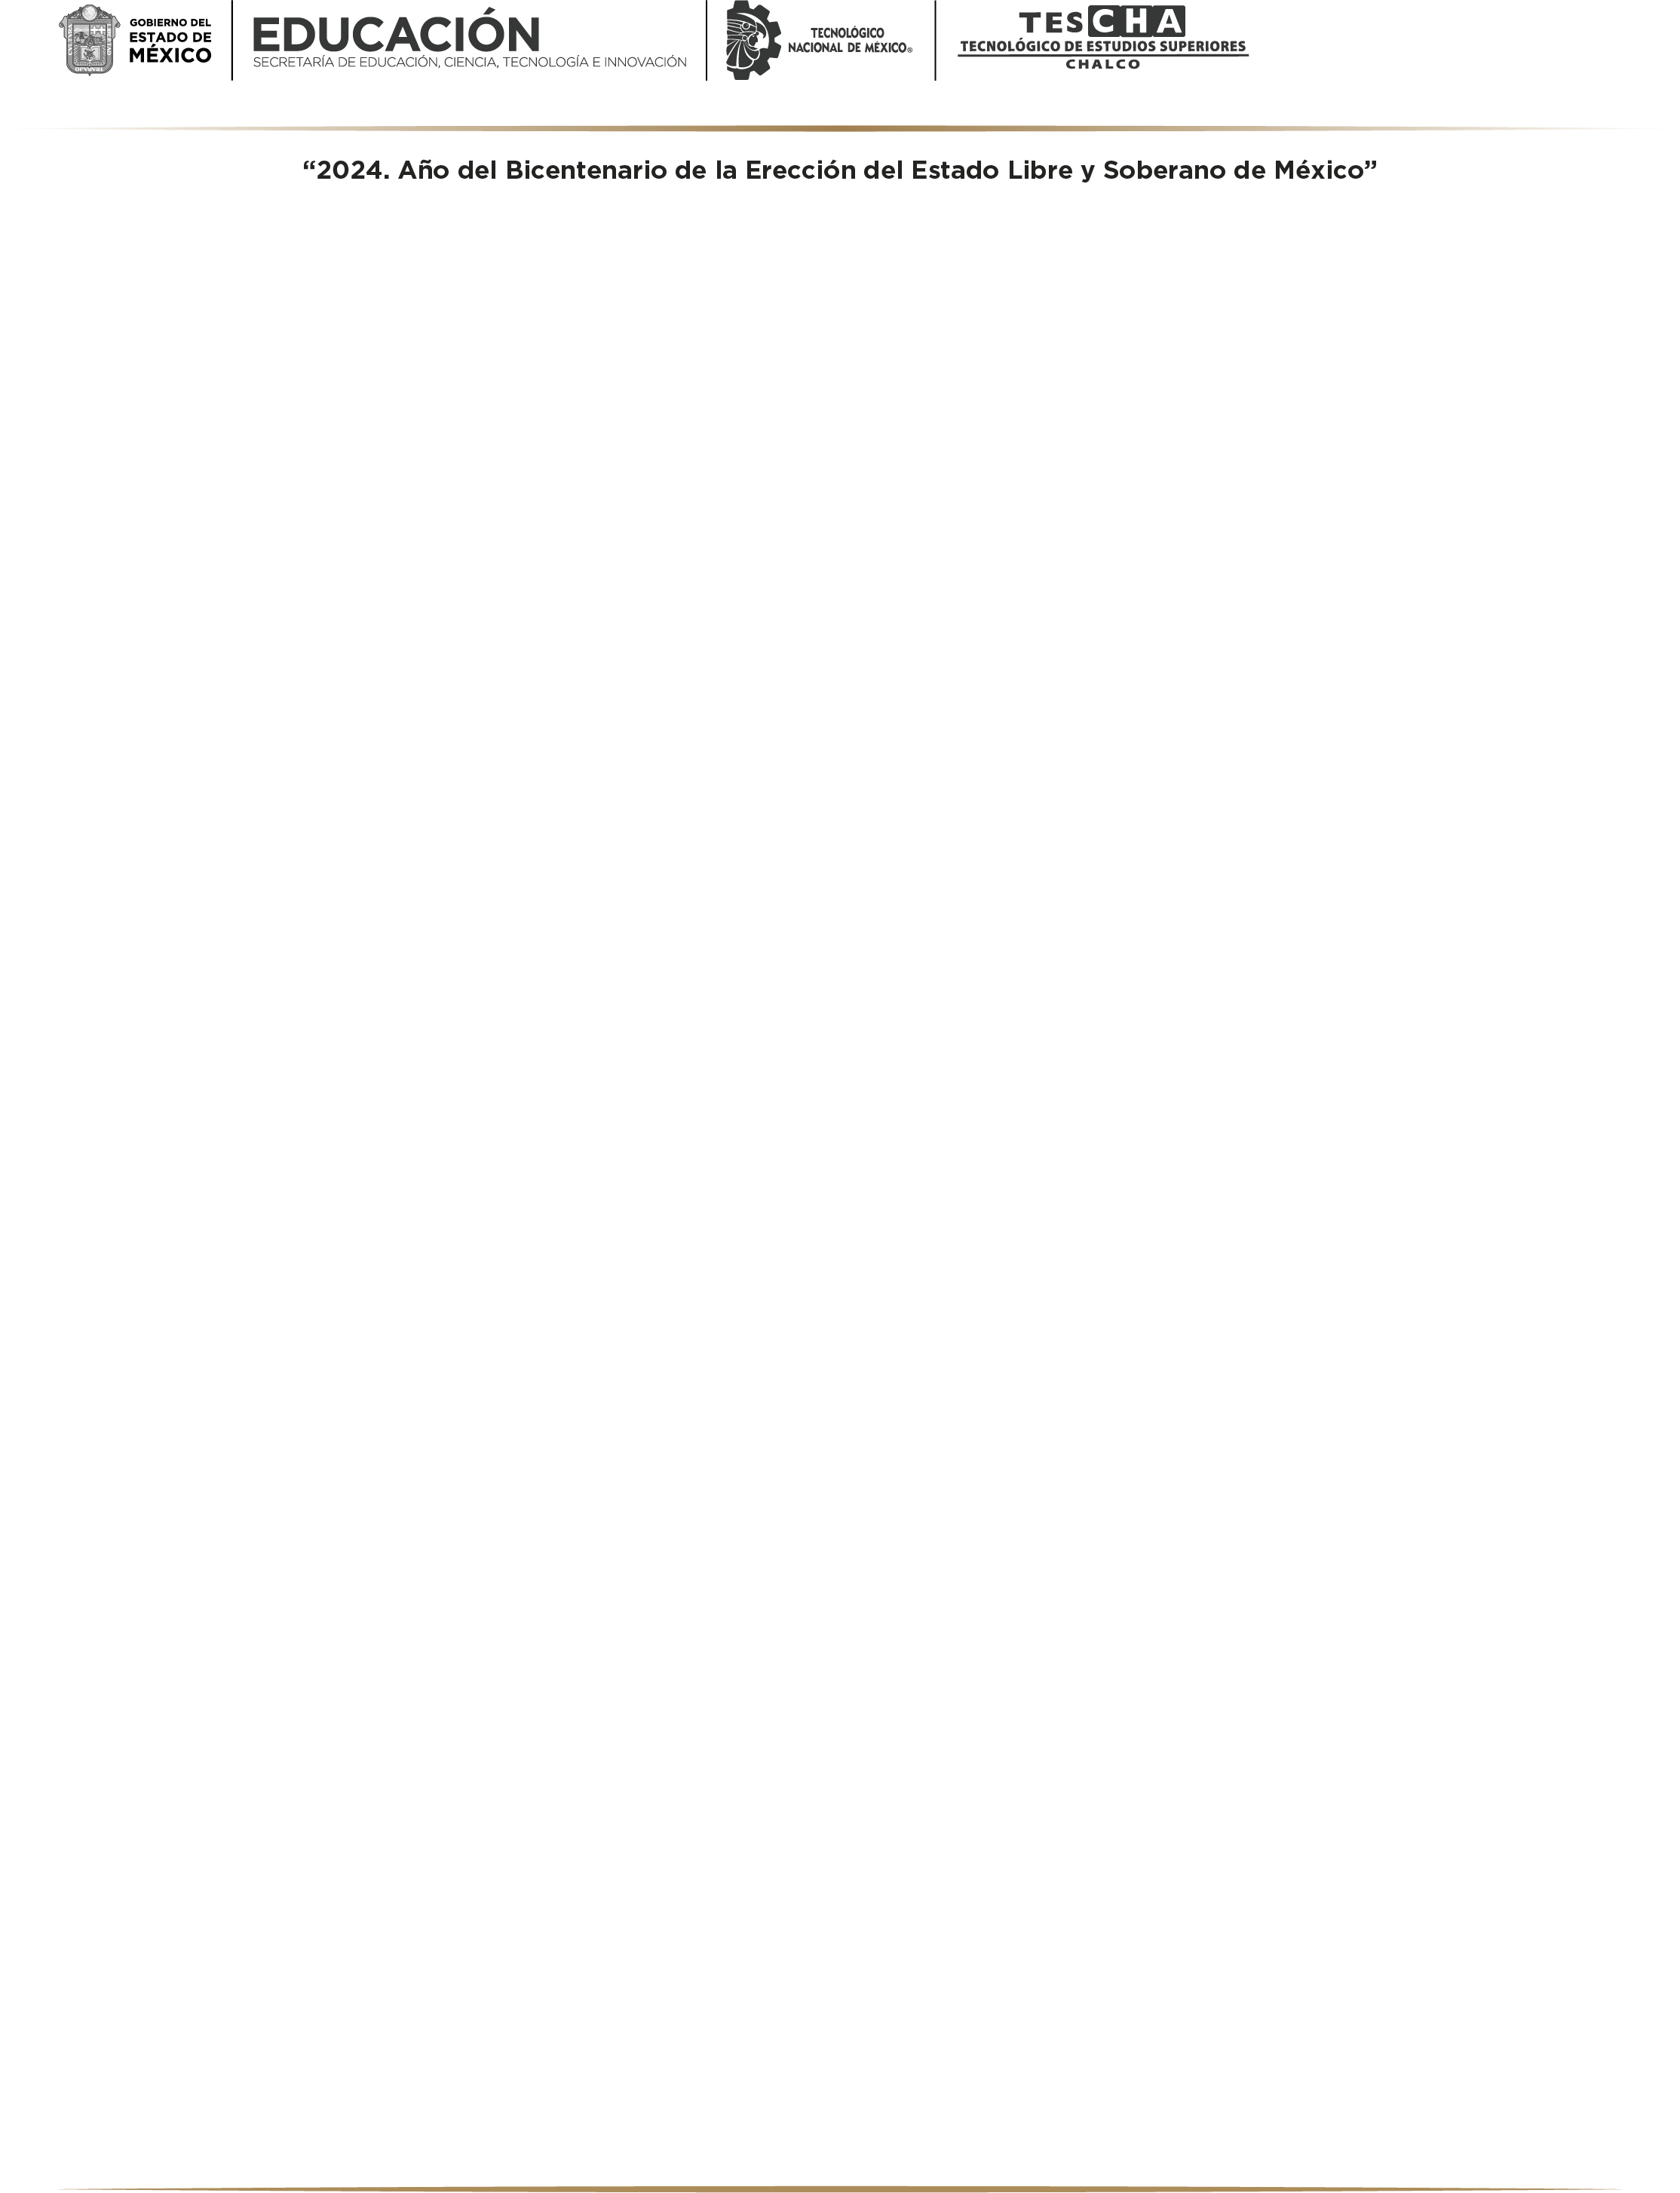 GOBIERNO DEL
ESTADO DE
MÉXICO
EDUCACIÓN
SECRETARÍA DE EDUCACIÓN, CIENCIA, TECNOLOGÍA E INNOVACIÓN
TECNOLÓGICO
NACIONAL DE MÉXICO®
TESCHA
TECNOLÓGICO DE ESTUDIOS SUPERIORES
CHALCO
“2024. Año del Bicentenario de la Erección del Estado Libre y Soberano de México”